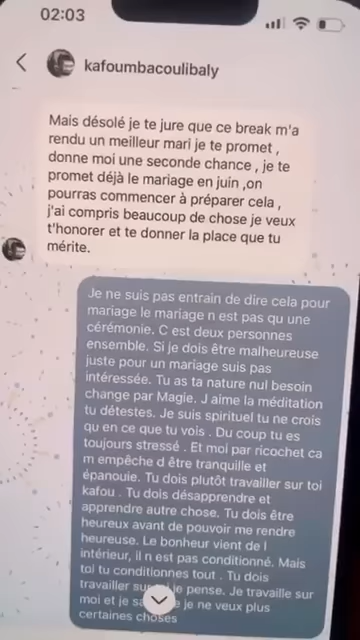 02:03
kafoumbacoulibaly
Mais désolé je te jure que ce break m'a
rendu un meilleur mari je te promet ,
donne moi une seconde chance , je te
promet déjà le mariage en juin ,on
pourras commencer à préparer cela ,
j'ai compris beaucoup de chose je veux
t'honorer et te donner la place que tu
mérite.
Je ne suis pas entrain de dire cela pour
mariage le mariage n est pas qu une
cérémonie. C est deux personnes
ensemble. Si je dois être malheureuse
juste pour un mariage suis pas
intéressée. Tu as ta nature nul besoin
change par Magie. J aime la méditation
tu détestes. Je suis spirituel tu ne crois
qu en ce que tu vois . Du coup tu es
toujours stressé . Et moi par ricochet ca
m empêche d être tranquille et
épanouie. Tu dois plutôt travailler sur toi
kafou . Tu dois désapprendre et
apprendre autre chose. Tu dois être
heureux avant de pouvoir me rendre
heureuse. Le bonheur vient de l
intérieur, il n est pas conditionné. Mais
toi tu conditionnes tout . Tu dois
travailler je pense. Je travaille sur
moi et je je ne veux plus
certaines choses